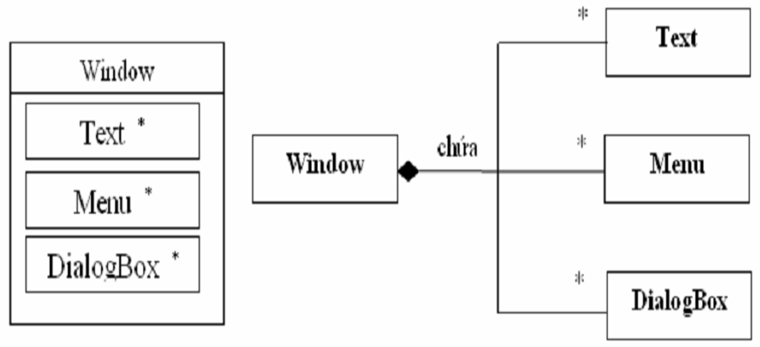 Window
Text *
Menu *
DialogBox *
Window
chứa
* Text
* Menu
* DialogBox